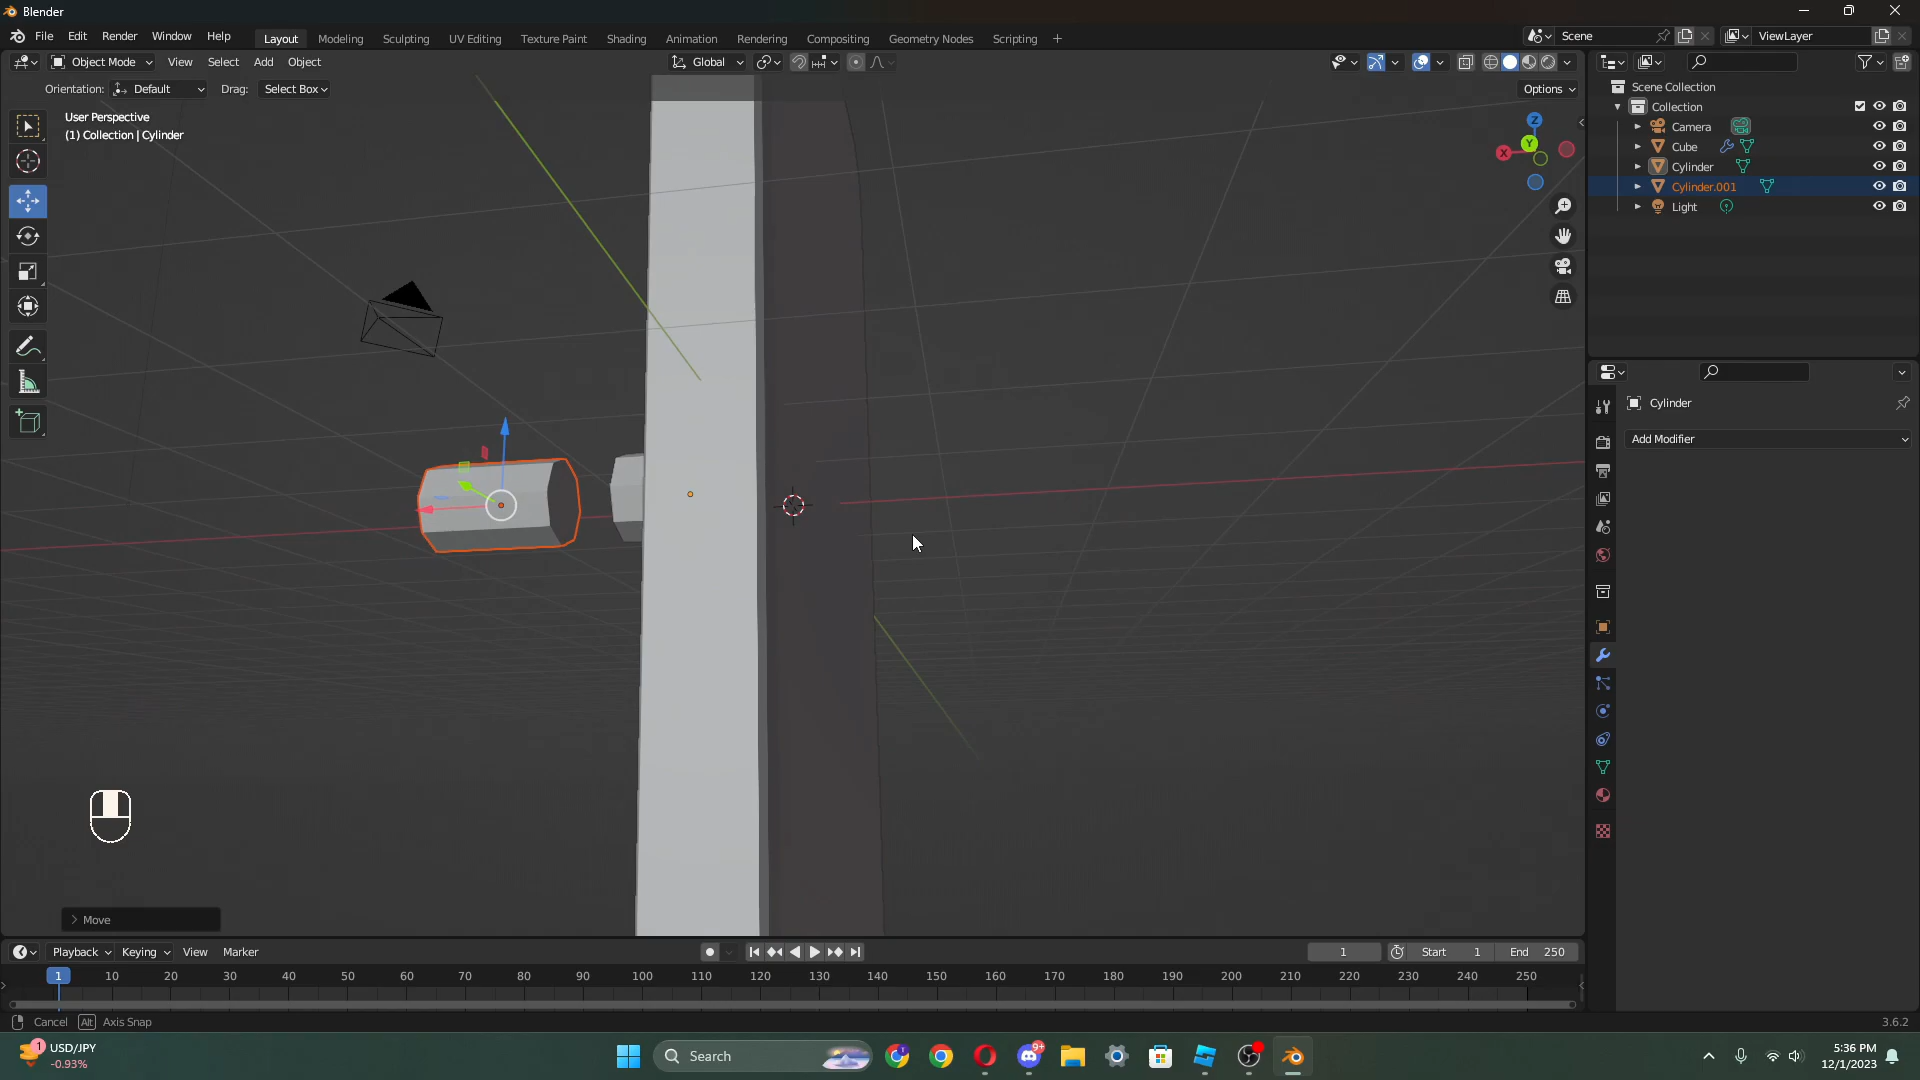 Blender
File Edit Render Window Help
Layout Modeling Sculpting UV Editing Texture Paint Shading Animation Rendering Compositing Geometry Nodes Scripting +
Scene
ViewLayer
Object Mode View Select Add Object
Global
Orientation: Default Drag: Select Box
Options
User Perspective
(1) Collection | Cylinder
Z
Y
X
Scene Collection
Collection
Camera
Cube
Cylinder
Cylinder.001
Light
Cylinder
Add Modifier
Move
Playback Keying View Marker
1 Start 1 End 250
1 10 20 30 40 50 60 70 80 90 100 110 120 130 140 150 160 170 180 190 200 210 220 230 240 250
Cancel Alt Axis Snap
3.6.2
1
USD/JPY
-0.93%
Search
9+
5:36 PM
12/1/2023